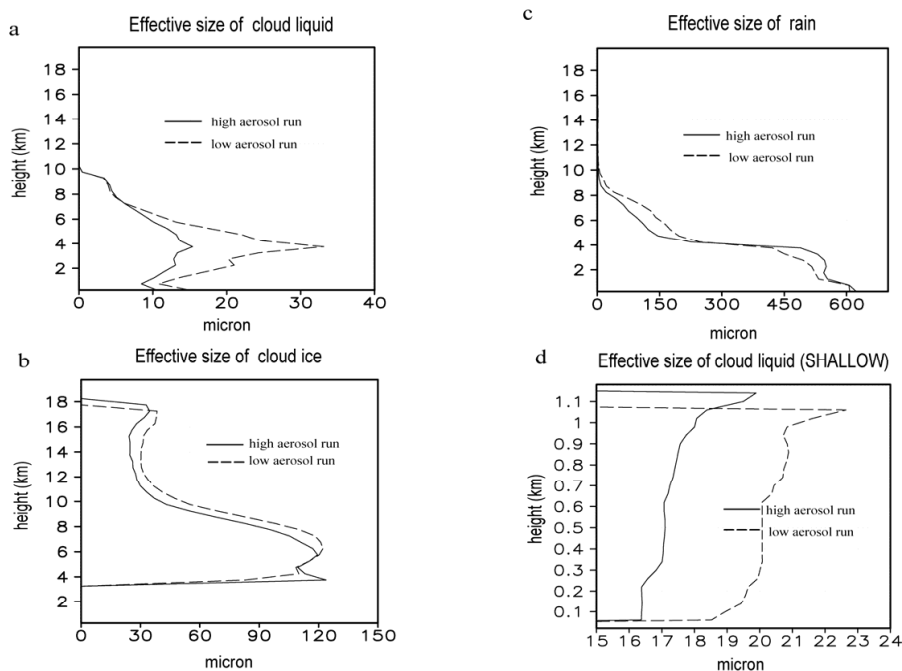 a
Effective size of cloud liquid
18
16
14
12
10
8
6
4
2
height (km)
high aerosol run
low aerosol run
0 10 20 30 40
micron
c
Effective size of rain
18
16
14
12
10
8
6
4
2
height (km)
high aerosol run
low aerosol run
0 150 300 450 600
micron
b
Effective size of cloud ice
18
16
14
12
10
8
6
4
2
height (km)
high aerosol run
low aerosol run
0 30 60 90 120 150
micron
d
Effective size of cloud liquid (SHALLOW)
1.1
1
0.9
0.8
0.7
0.6
0.5
0.4
0.3
0.2
0.1
height (km)
high aerosol run
low aerosol run
15 16 17 18 19 20 21 22 23 24
micron